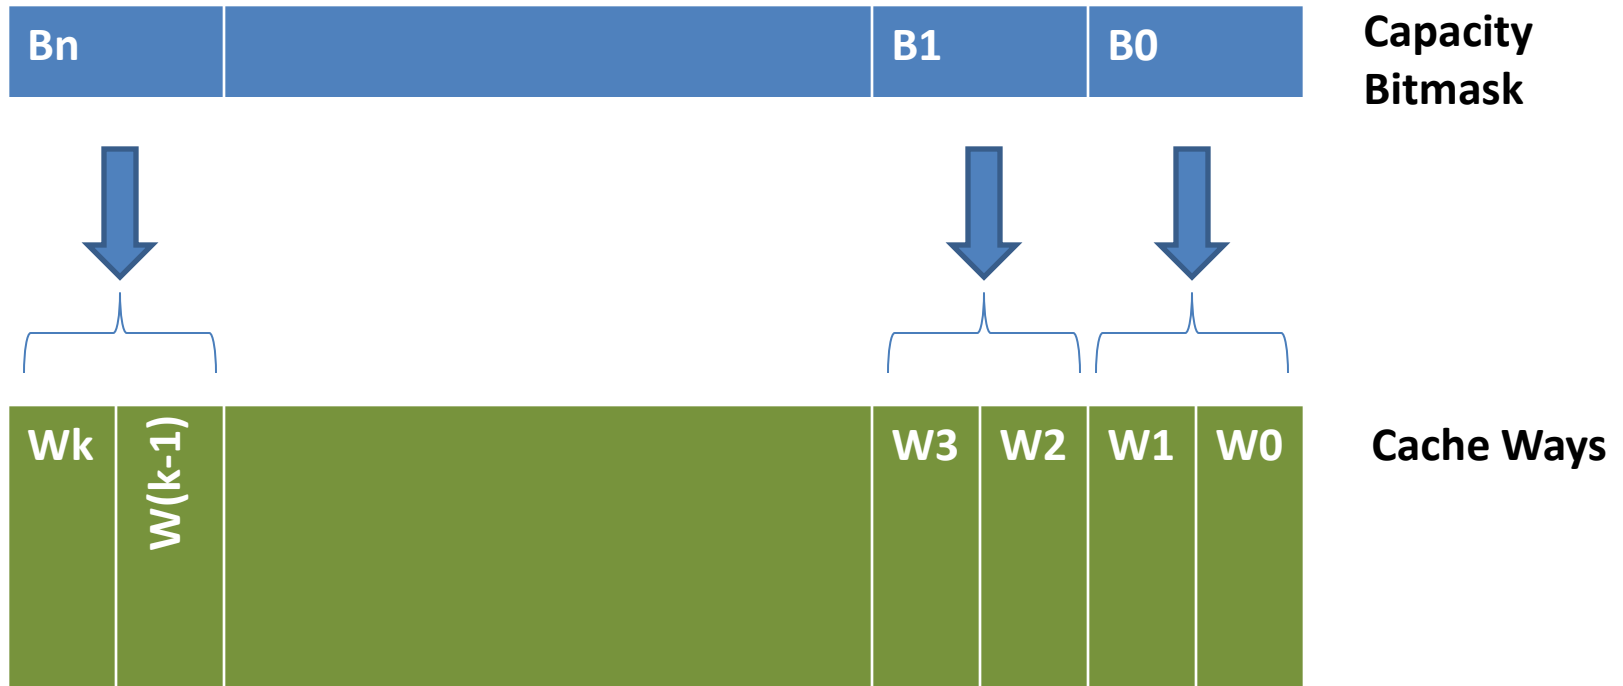 Bn
B1
B0
Capacity
Bitmask
Wk
W(k-1)
W3
W2
W1
W0
Cache Ways